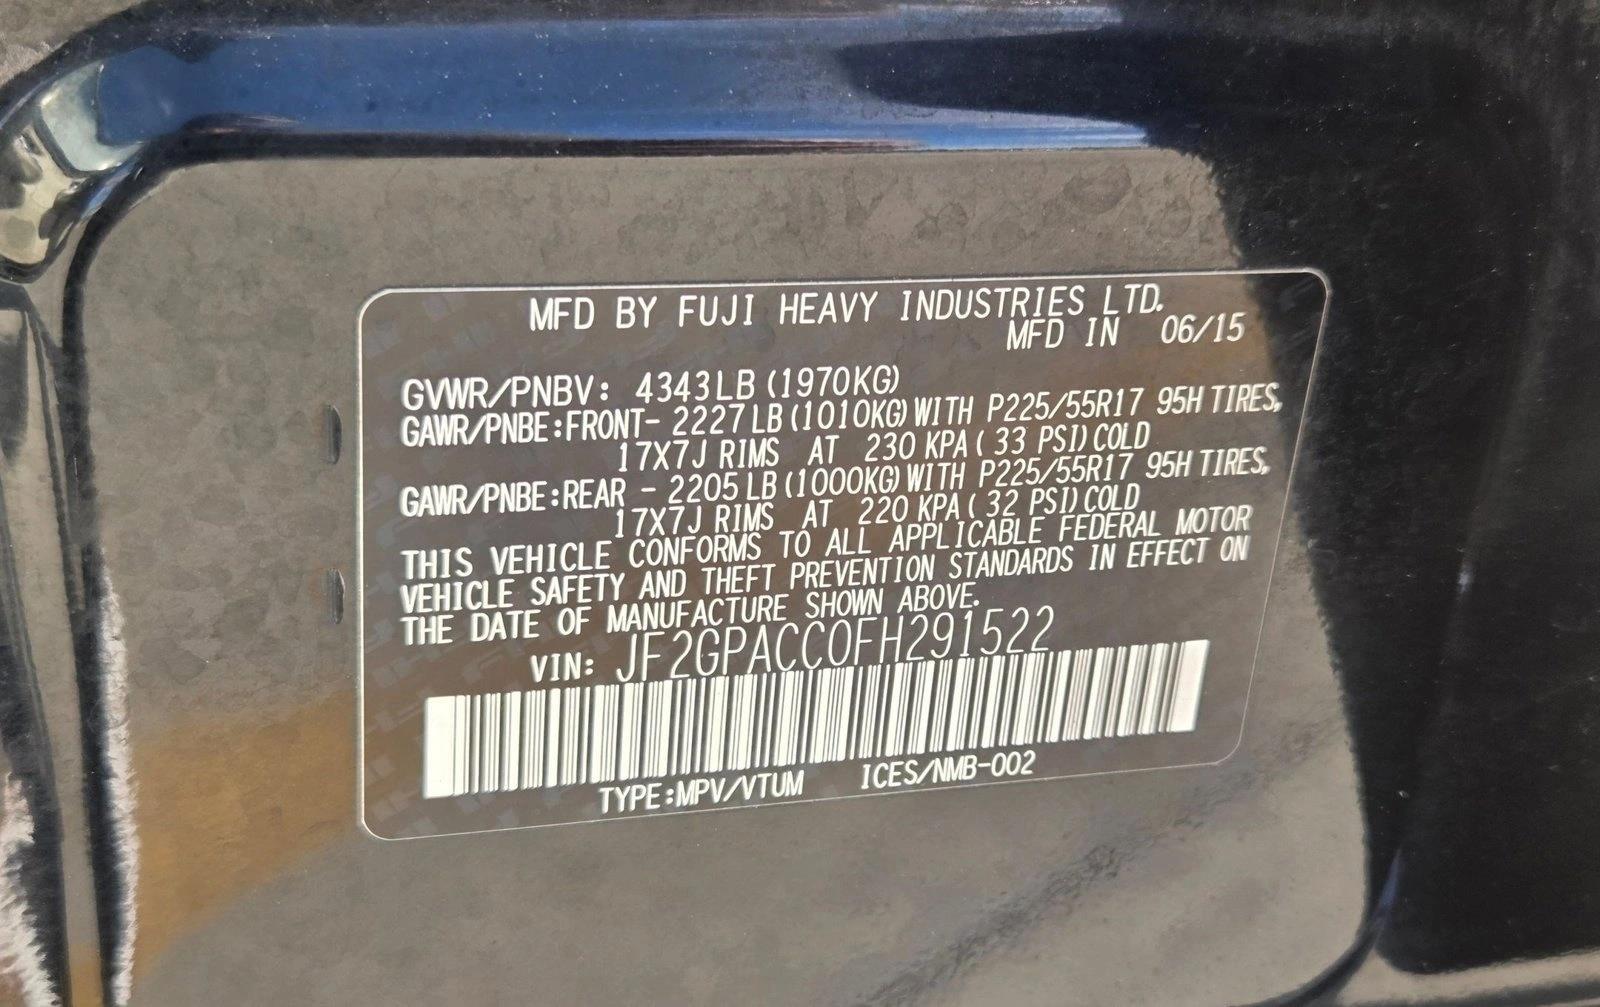 MFD BY FUJI HEAVY INDUSTRIES LTD.
MFD IN 06/15
GVWR/PNBV: 4343LB (1970KG)
GAWR/PNBE:FRONT- 2227 LB (1010KG) WITH P225/55R17 95H TIRES,
17X7J RIMS AT 230 KPA ( 33 PSI) COLD
GAWR/PNBE:REAR - 2205 LB (1000KG) WITH P225/55R17 95H TIRES,
17X7J RIMS AT 220 KPA ( 32 PSI) COLD
THIS VEHICLE CONFORMS TO ALL APPLICABLE FEDERAL MOTOR
VEHICLE SAFETY AND THEFT PREVENTION STANDARDS IN EFFECT ON
THE DATE OF MANUFACTURE SHOWN ABOVE.
VIN: JF2GPACC0FH291522
TYPE:MPV/VTUM ICES/NMB-002